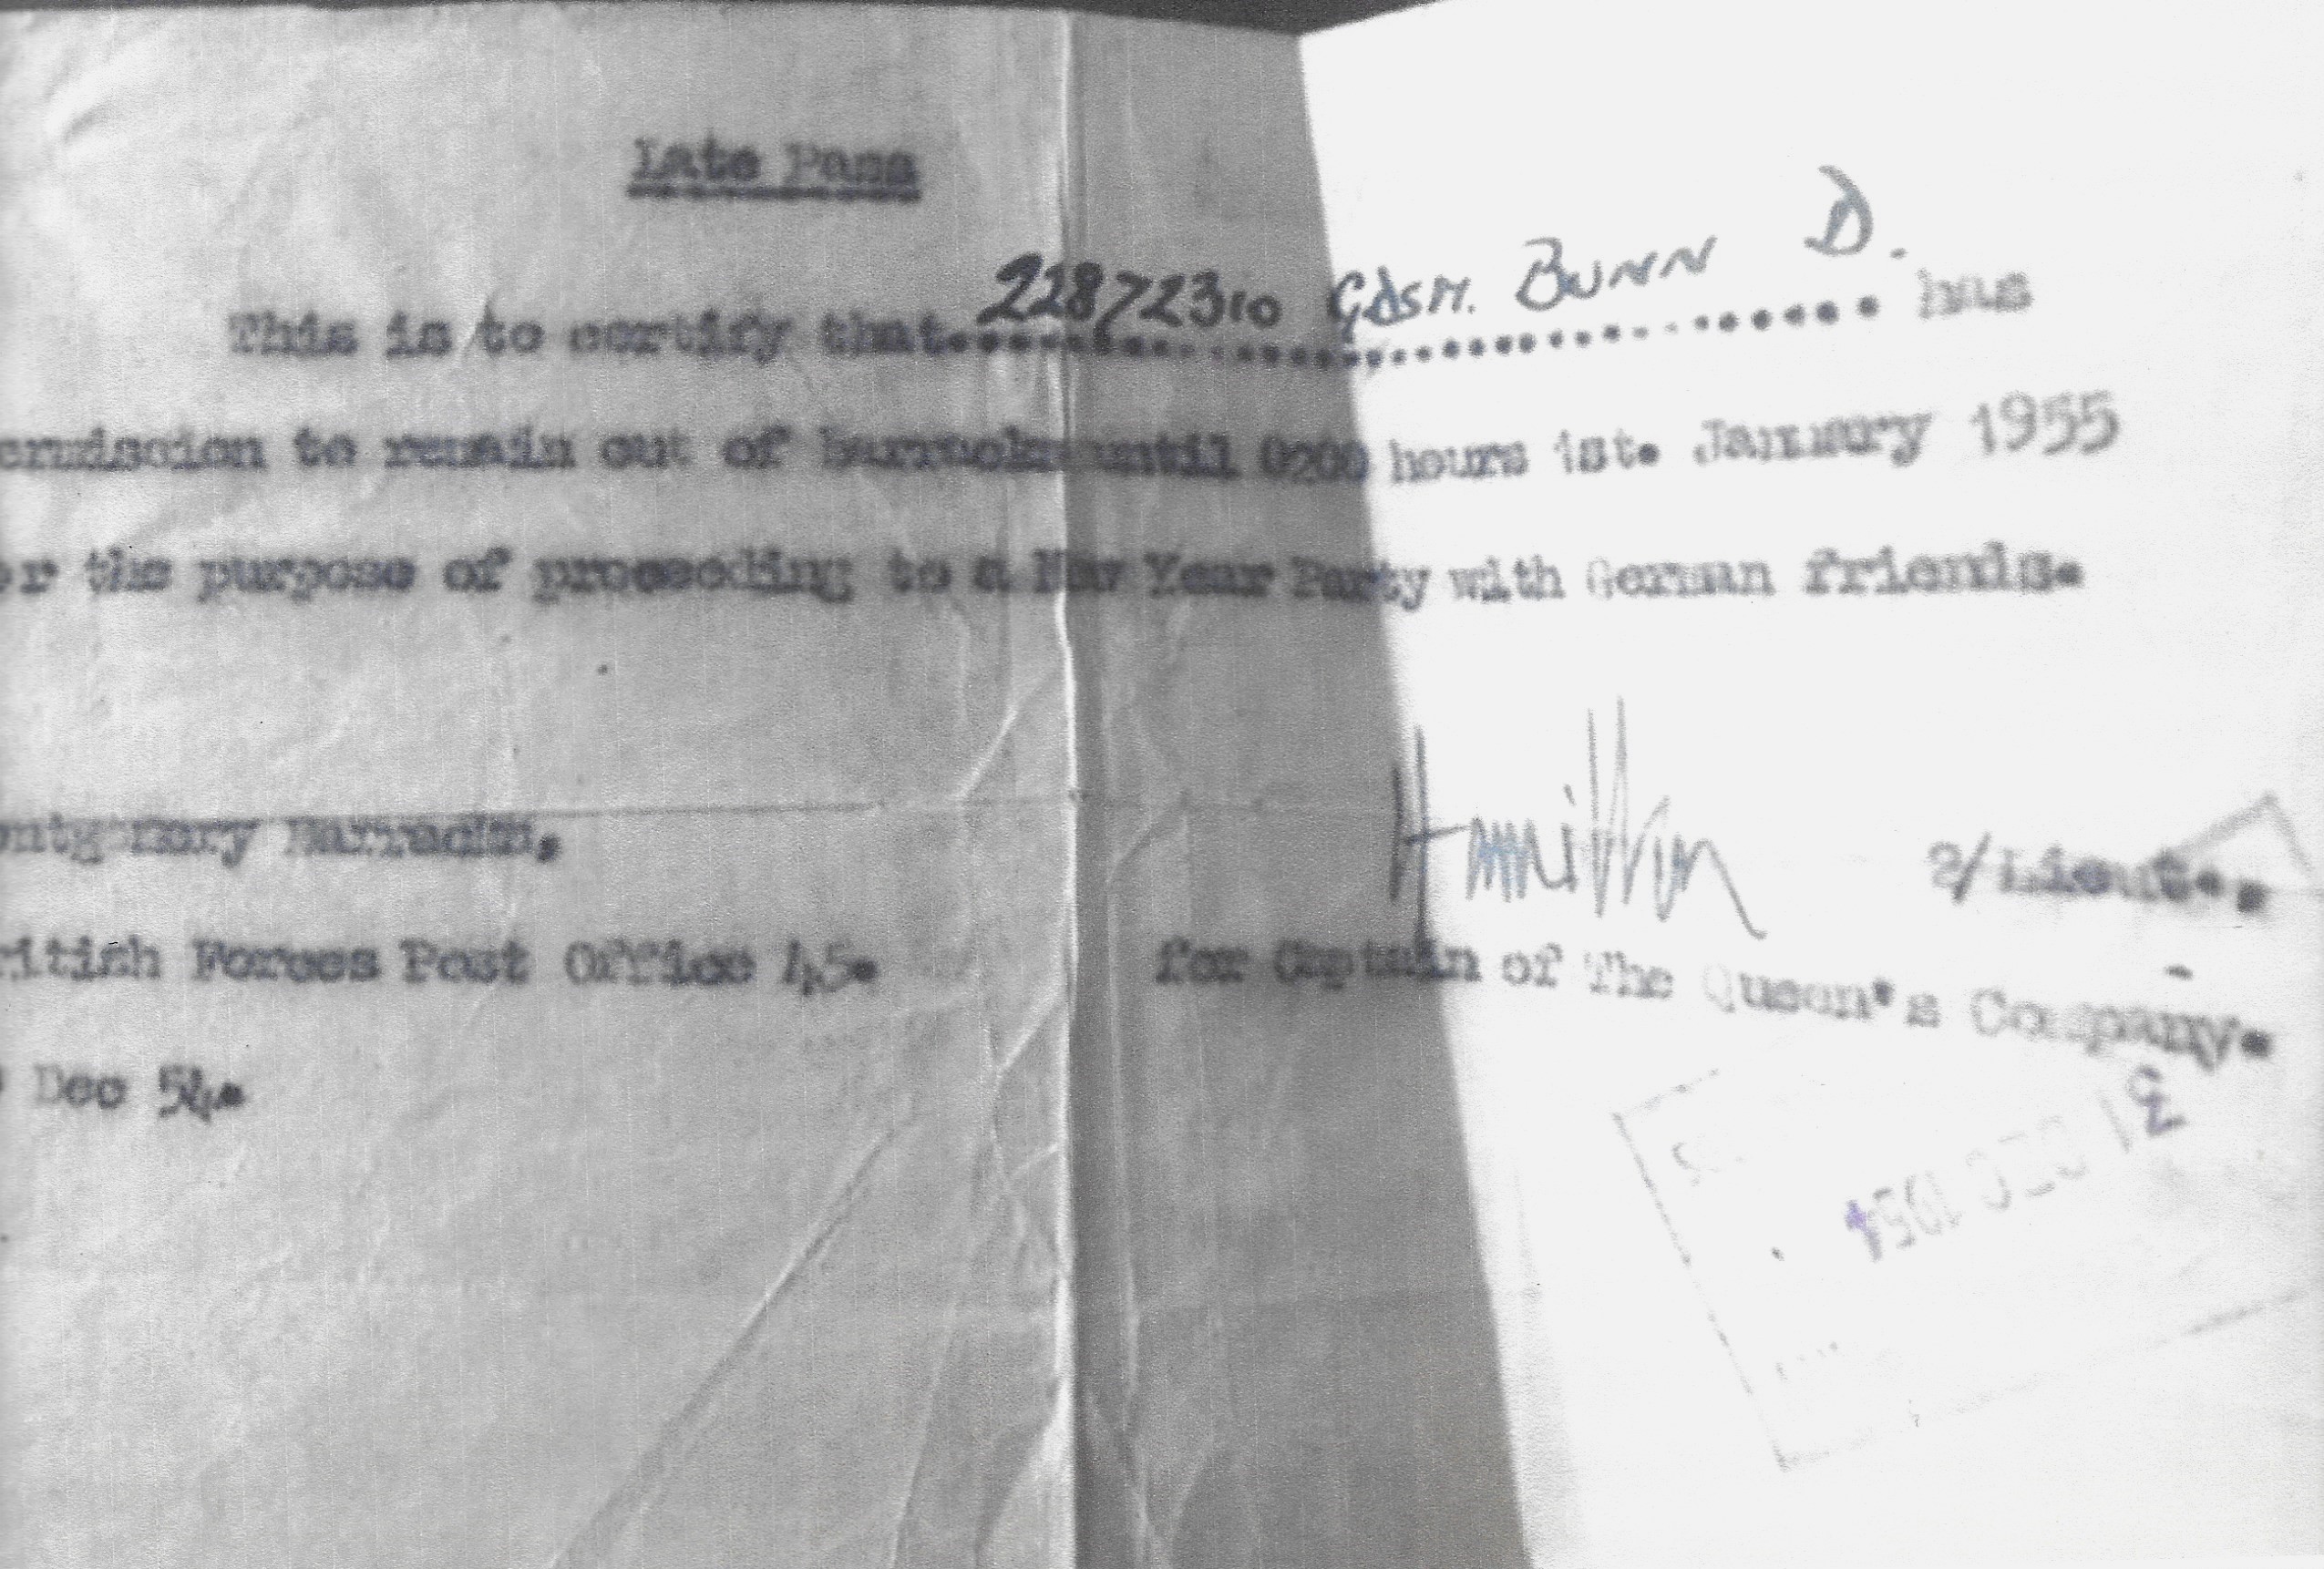 Late Pass
This is to certify that 22872310 GDSM. BUNN D. has
ermission to remain out of barracks until 0200 hours 1st. January 1955
or the purpose of proceeding to a New Year Party with German friends.
ontgomery Barracks,
Hamilton 2/Lieut.,
ritish Forces Post Office 45. for Captain of The Queen's Company.
Dec 54.
31 DEC 1954